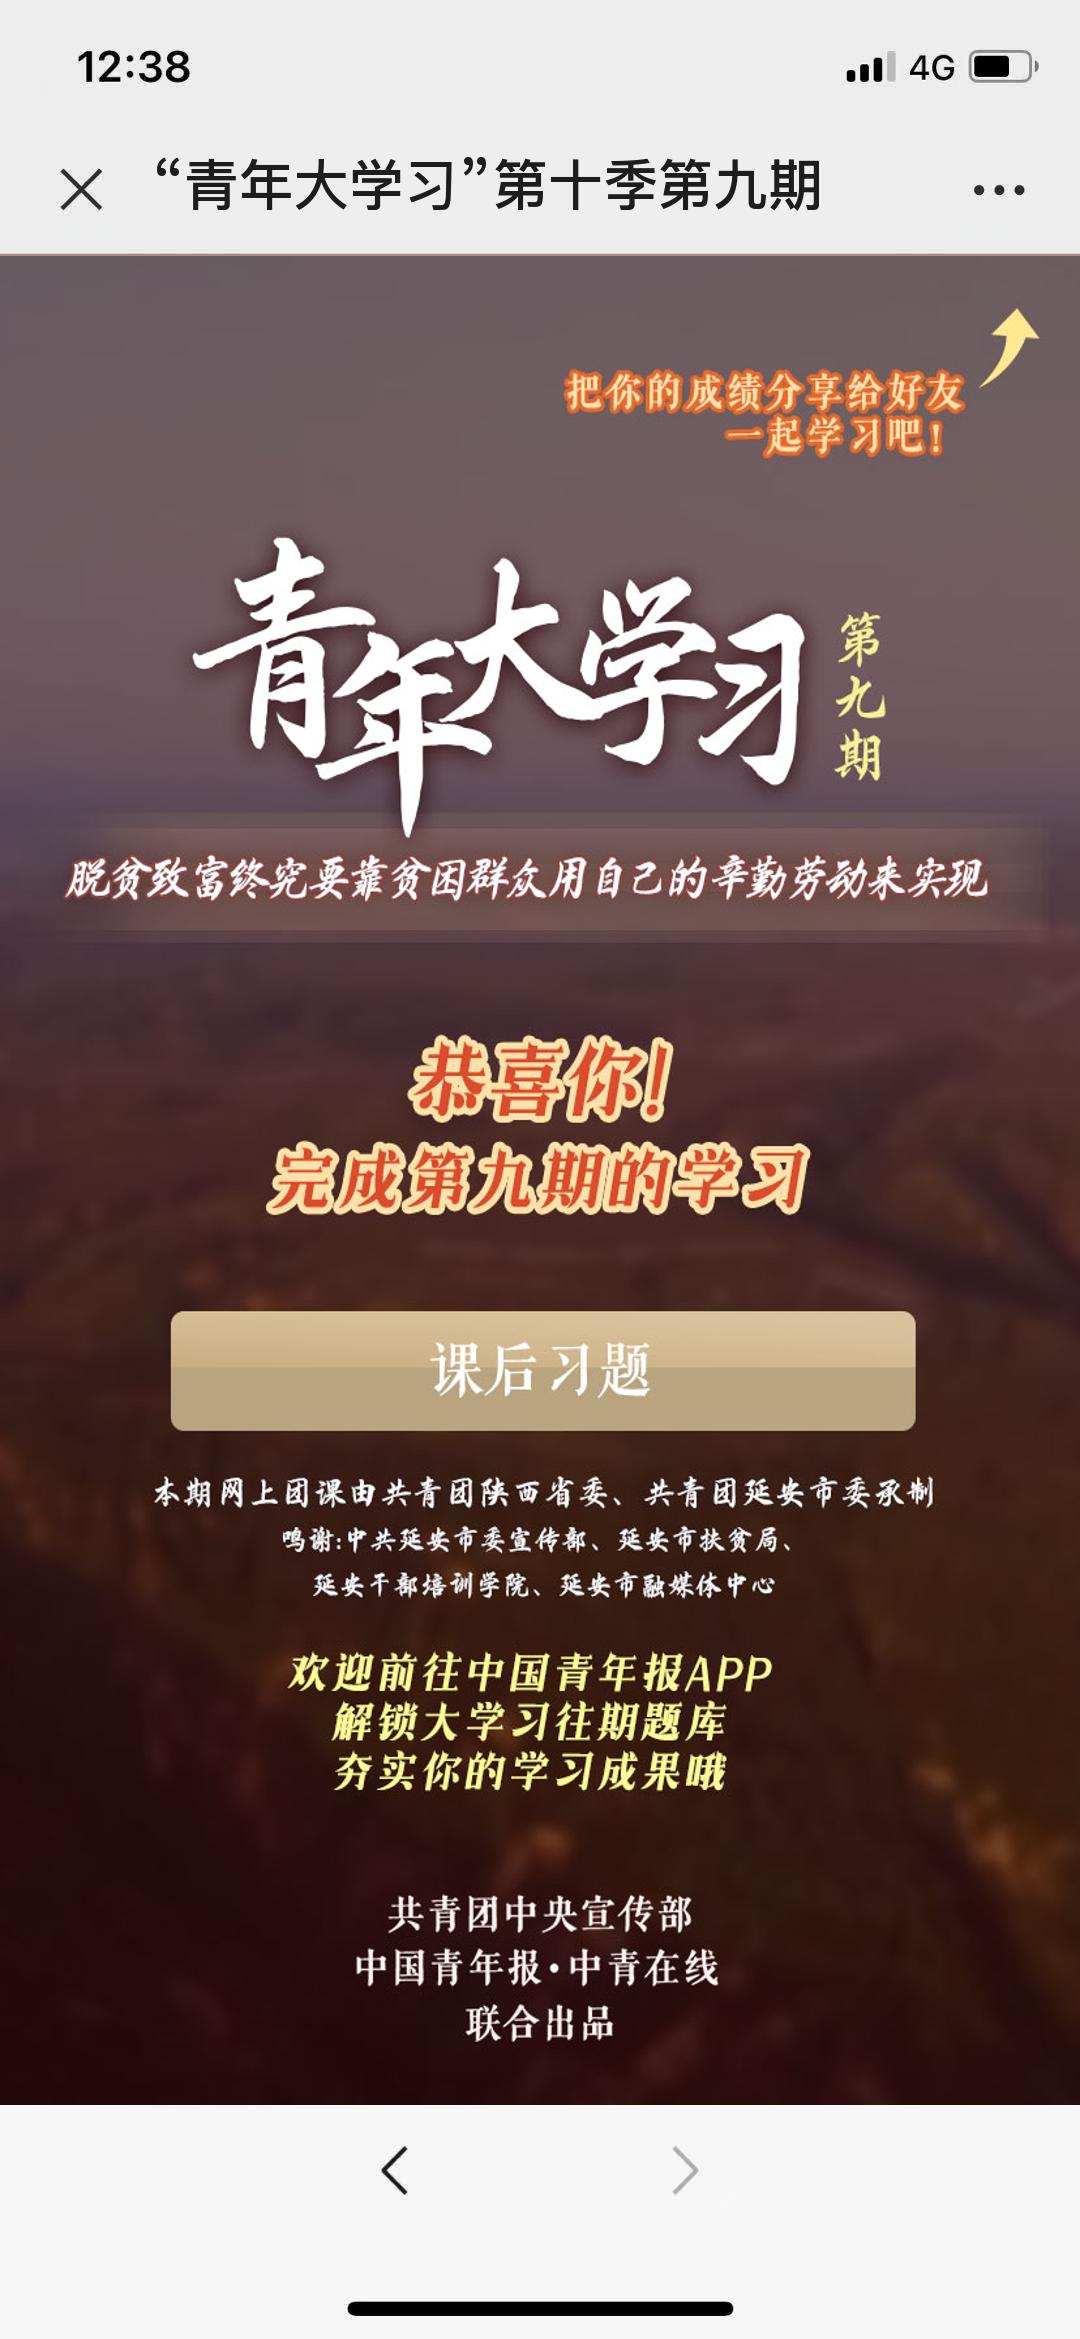 12:38
4G
“青年大学习”第十季第九期
把你的成绩分享给好友
一起学习吧!
青年大学习
第九期
脱贫致富终究要靠贫困群众用自己的辛勤劳动来实现
恭喜你!
完成第九期的学习
课后习题
本期网上团课由共青团陕西省委、共青团延安市委承制
鸣谢:中共延安市委宣传部、延安市扶贫局、
延安干部培训学院、延安市融媒体中心
欢迎前往中国青年报APP
解锁大学习往期题库
夯实你的学习成果哦
共青团中央宣传部
中国青年报·中青在线
联合出品